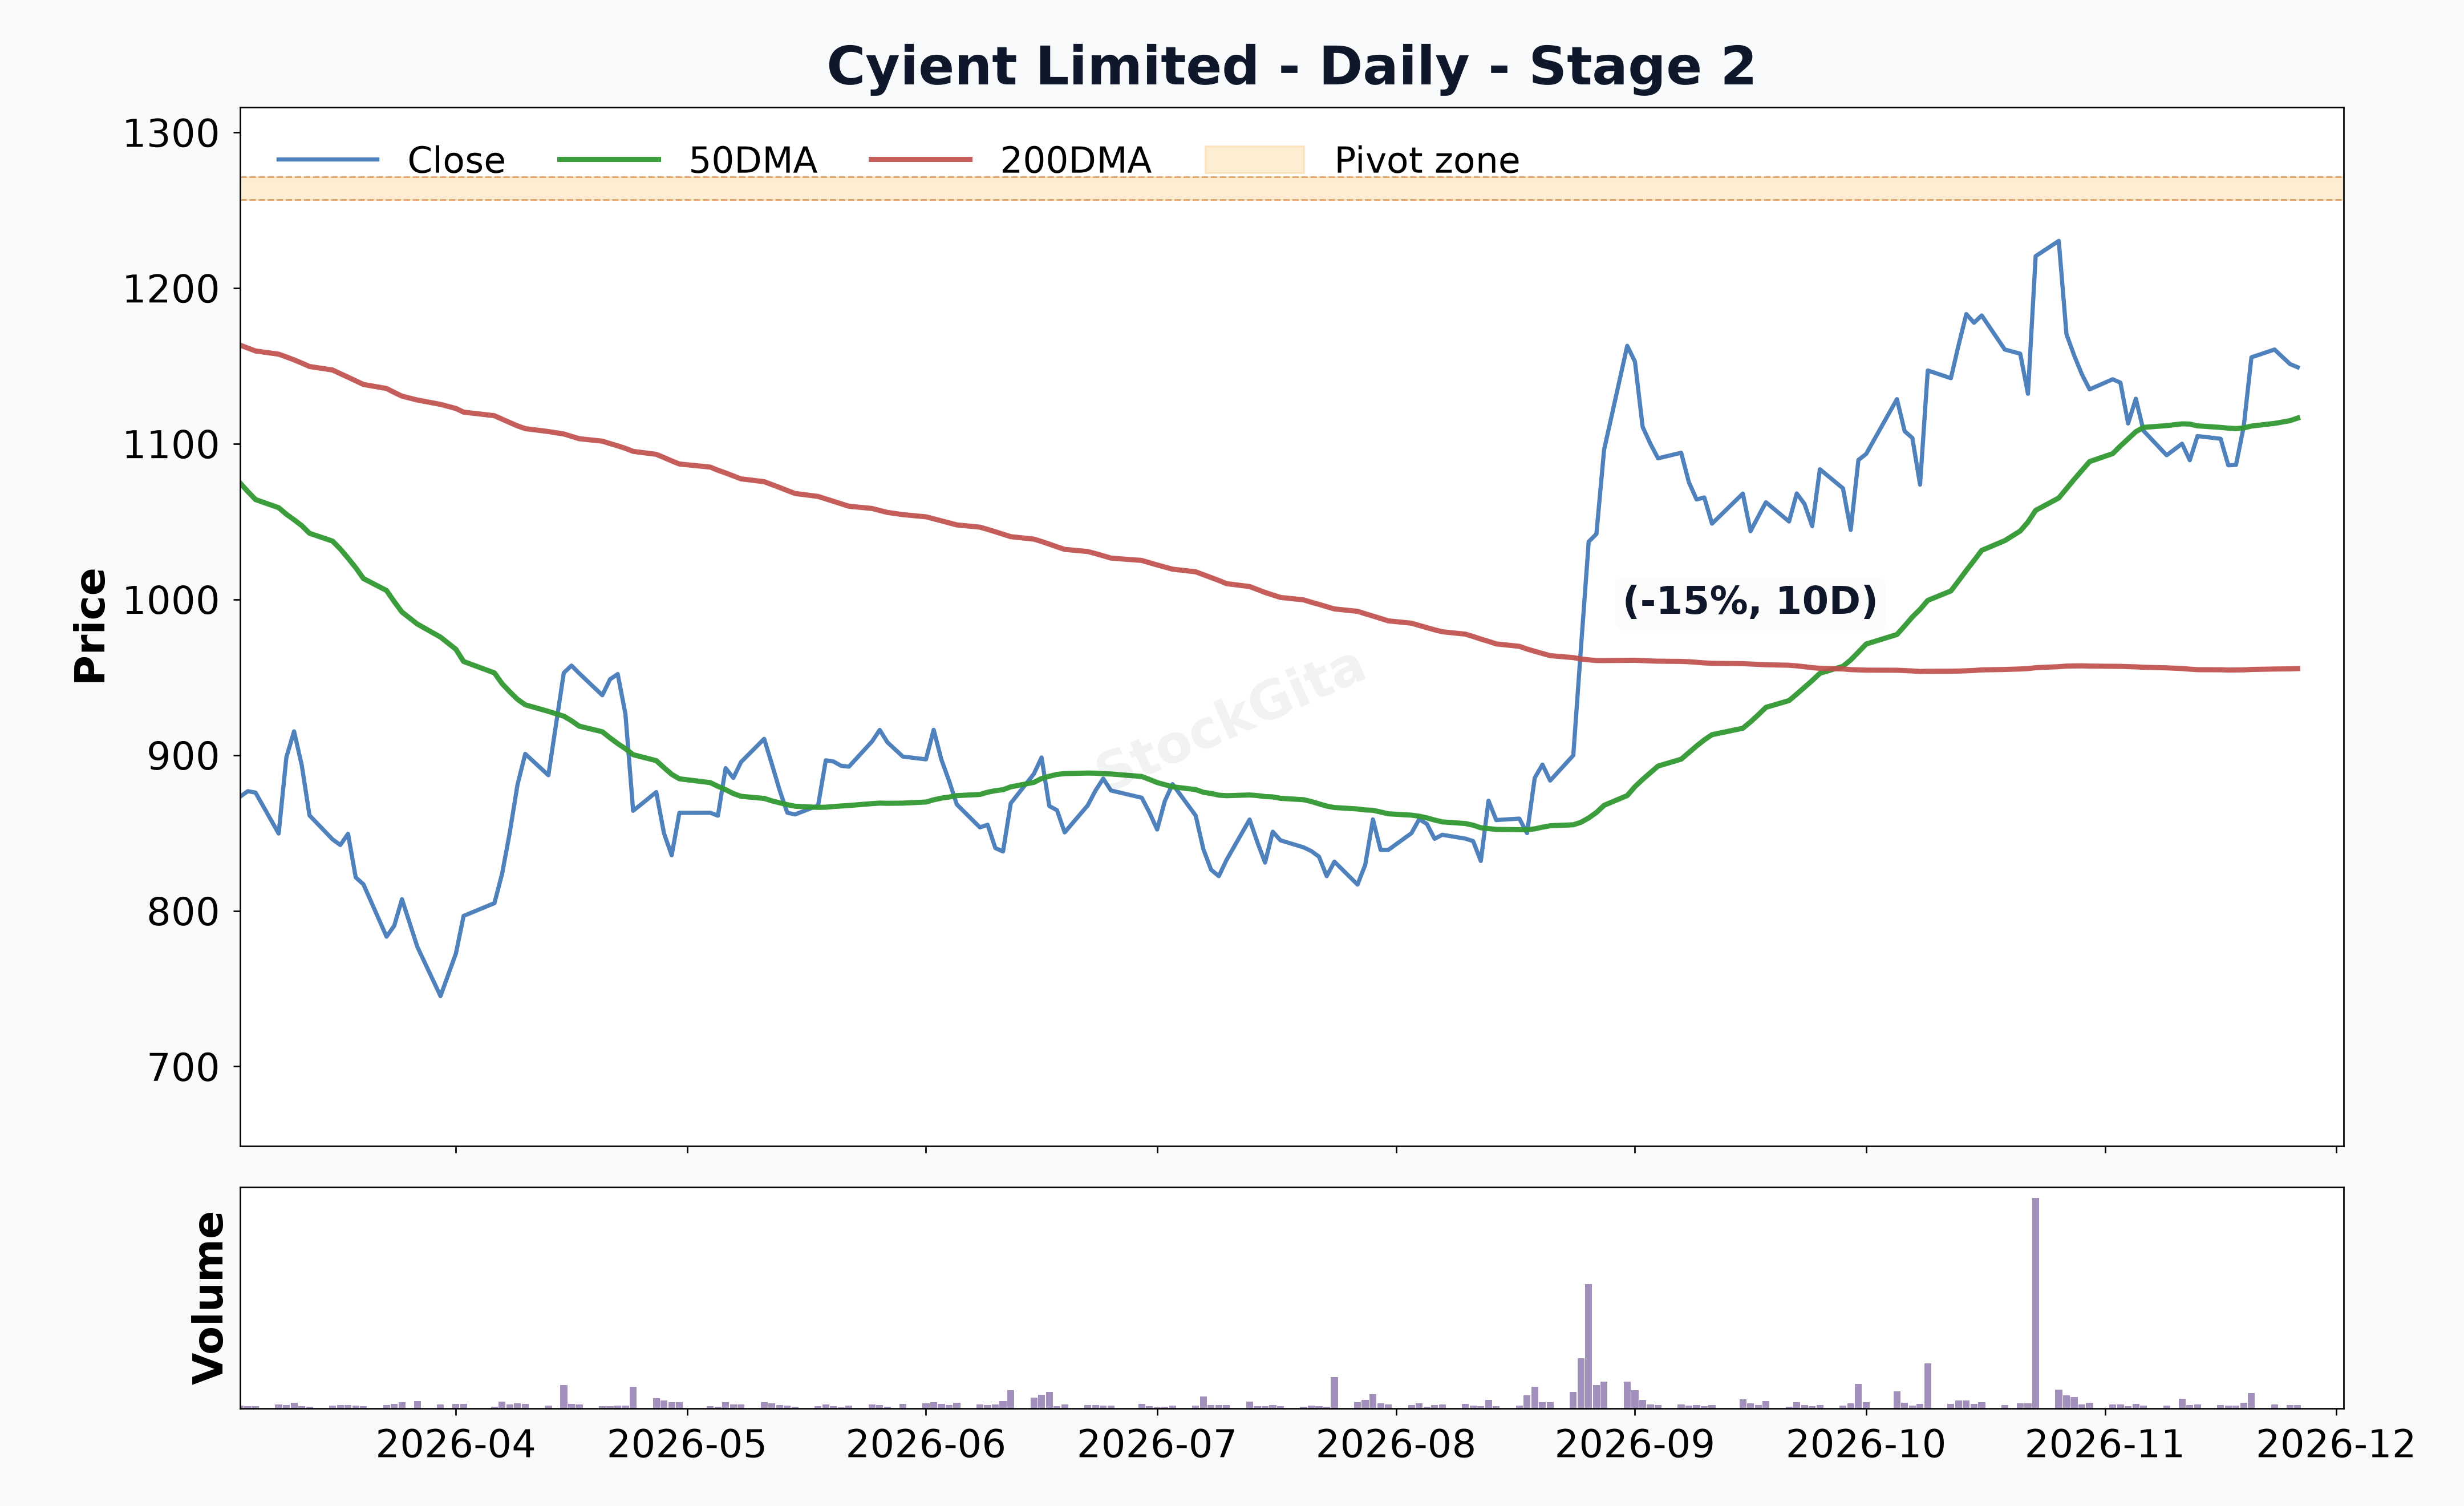 Cyient Limited - Daily - Stage 2
Close 50DMA 200DMA Pivot zone
1300
1200
1100
1000
900
800
700
Price
(-15%, 10D)
StockGita
Volume
2026-04 2026-05 2026-06 2026-07 2026-08 2026-09 2026-10 2026-11 2026-12